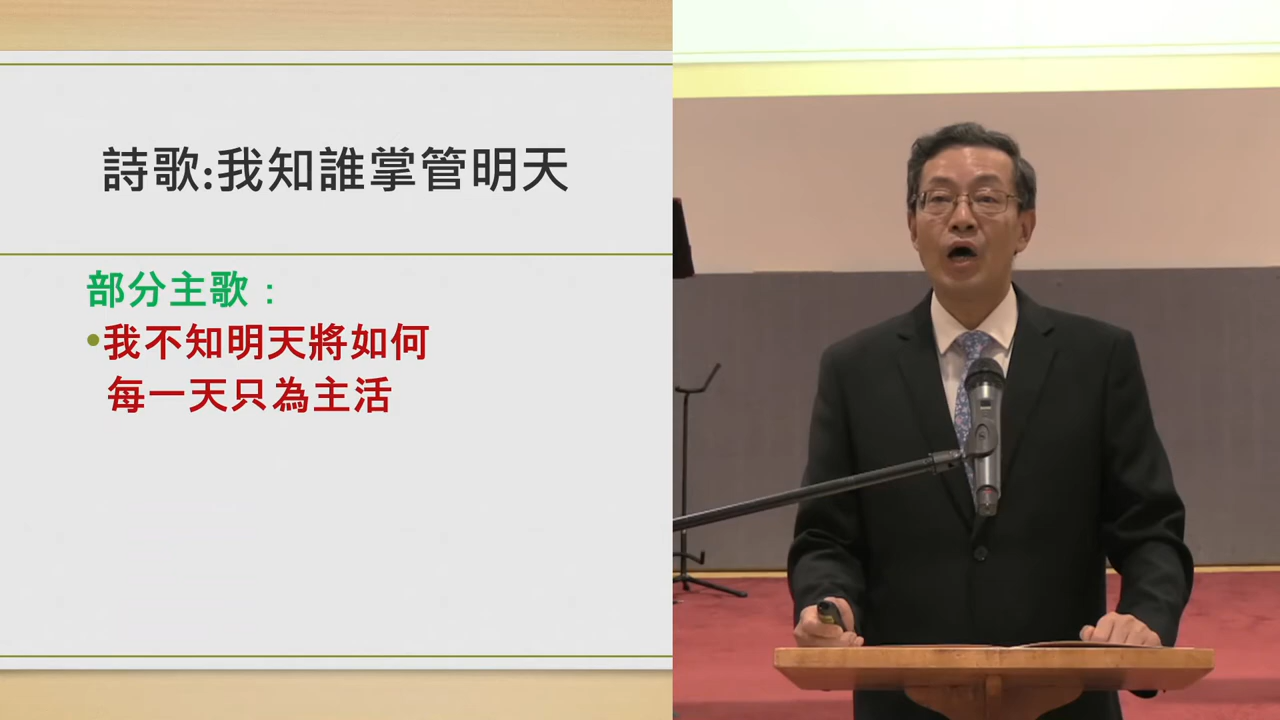 詩歌:我知誰掌管明天
部分主歌：
•我不知明天將如何
每一天只為主活